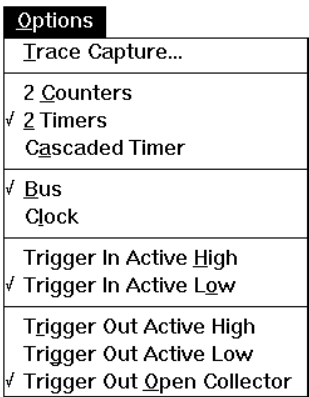 Options
Trace Capture...
2 Counters
√ 2 Timers
Cascaded Timer
√ Bus
Clock
Trigger In Active High
√ Trigger In Active Low
Trigger Out Active High
Trigger Out Active Low
√ Trigger Out Open Collector